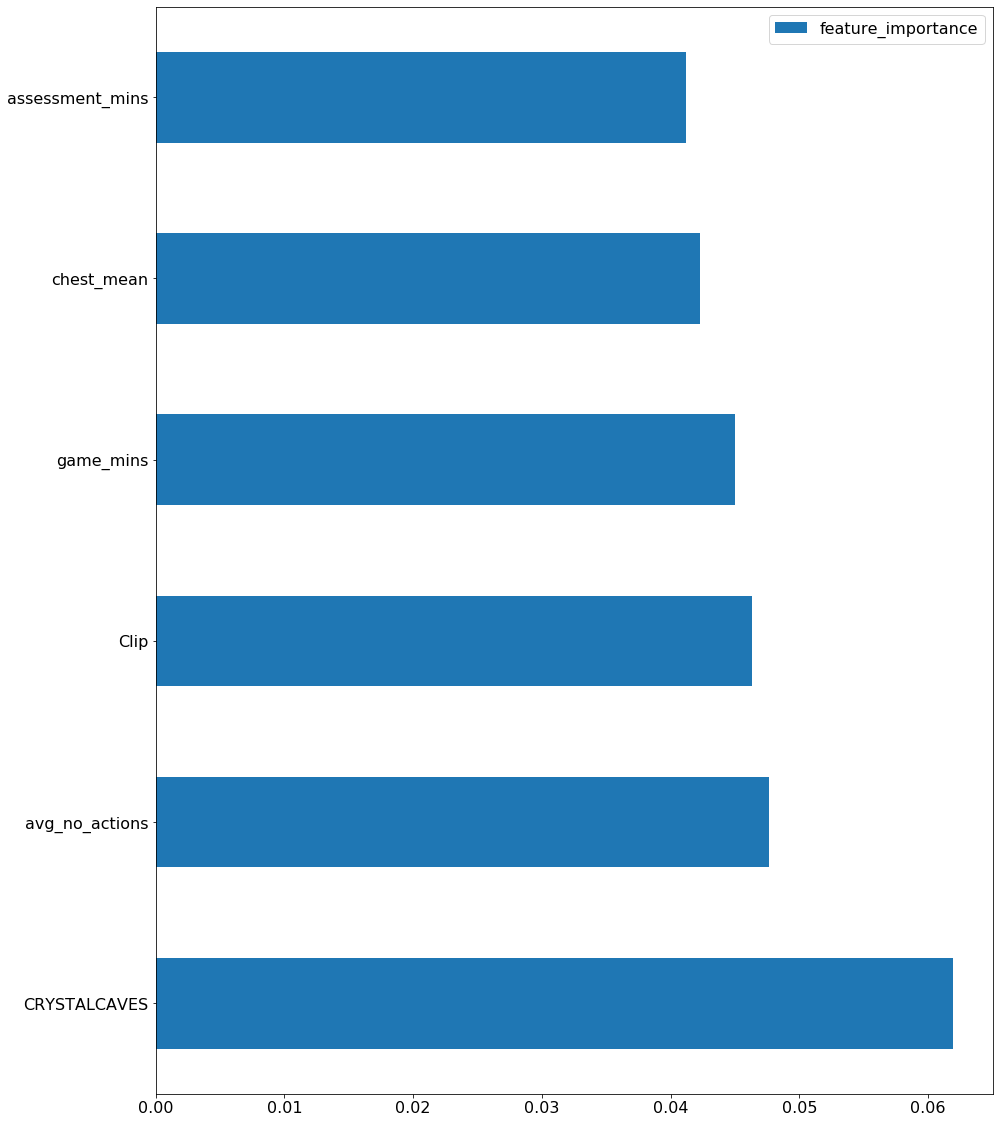 feature_importance
assessment_mins
chest_mean
game_mins
Clip
avg_no_actions
CRYSTALCAVES
0.00 0.01 0.02 0.03 0.04 0.05 0.06